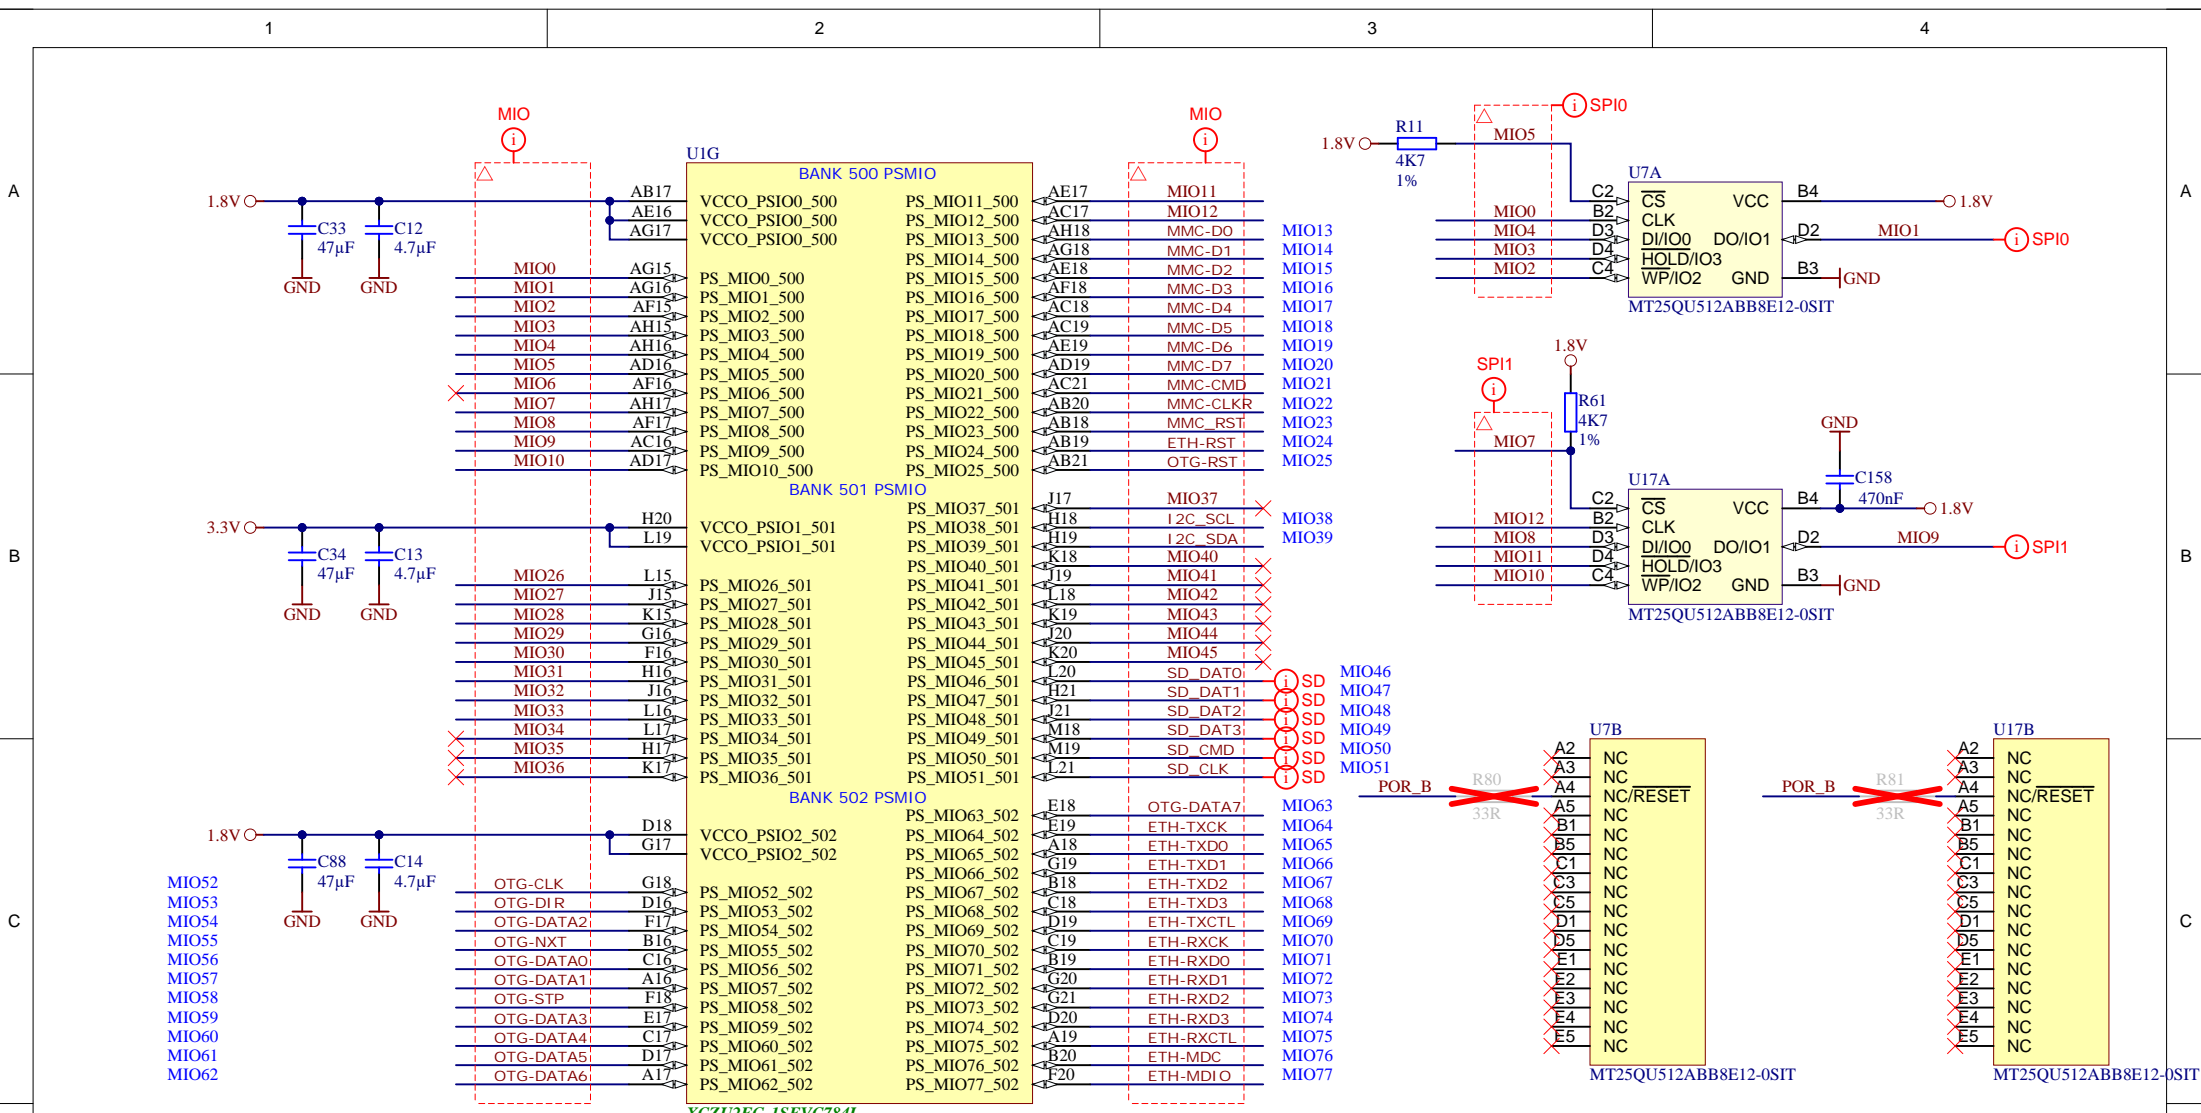 1 2 3 4
A A
B B
C C
MIO
MIO
SPI0
SPI0
SPI1
SPI1
U1G
BANK 500 PSMIO
1.8V
C33
47µF
GND
C12
4.7µF
GND
AB17 VCCO_PSIO0_500
AE16 VCCO_PSIO0_500
AG17 VCCO_PSIO0_500
MIO0 AG15 PS_MIO0_500
MIO1 AG16 PS_MIO1_500
MIO2 AF15 PS_MIO2_500
MIO3 AH15 PS_MIO3_500
MIO4 AH16 PS_MIO4_500
MIO5 AD16 PS_MIO5_500
MIO6 AF16 PS_MIO6_500
MIO7 AH17 PS_MIO7_500
MIO8 AF17 PS_MIO8_500
MIO9 AC16 PS_MIO9_500
MIO10 AD17 PS_MIO10_500
PS_MIO11_500 AE17 MIO11
PS_MIO12_500 AC17 MIO12
PS_MIO13_500 AH18 MMC-D0 MIO13
PS_MIO14_500 AG18 MMC-D1 MIO14
PS_MIO15_500 AE18 MMC-D2 MIO15
PS_MIO16_500 AF18 MMC-D3 MIO16
PS_MIO17_500 AC18 MMC-D4 MIO17
PS_MIO18_500 AC19 MMC-D5 MIO18
PS_MIO19_500 AE19 MMC-D6 MIO19
PS_MIO20_500 AD19 MMC-D7 MIO20
PS_MIO21_500 AC21 MMC-CMD MIO21
PS_MIO22_500 AB20 MMC-CLKR MIO22
PS_MIO23_500 AB18 MMC_RST MIO23
PS_MIO24_500 AB19 ETH-RST MIO24
PS_MIO25_500 AB21 OTG-RST MIO25
BANK 501 PSMIO
3.3V
C34
47µF
GND
C13
4.7µF
GND
H20 VCCO_PSIO1_501
L19 VCCO_PSIO1_501
MIO26 L15 PS_MIO26_501
MIO27 J15 PS_MIO27_501
MIO28 K15 PS_MIO28_501
MIO29 G16 PS_MIO29_501
MIO30 F16 PS_MIO30_501
MIO31 H16 PS_MIO31_501
MIO32 J16 PS_MIO32_501
MIO33 L16 PS_MIO33_501
MIO34 L17 PS_MIO34_501
MIO35 H17 PS_MIO35_501
MIO36 K17 PS_MIO36_501
PS_MIO37_501 J17 MIO37
PS_MIO38_501 H18 I2C_SCL MIO38
PS_MIO39_501 H19 I2C_SDA MIO39
PS_MIO40_501 K18 MIO40
PS_MIO41_501 J19 MIO41
PS_MIO42_501 L18 MIO42
PS_MIO43_501 K19 MIO43
PS_MIO44_501 J20 MIO44
PS_MIO45_501 K20 MIO45
PS_MIO46_501 L20 SD_DAT0 SD MIO46
PS_MIO47_501 H21 SD_DAT1 SD MIO47
PS_MIO48_501 J21 SD_DAT2 SD MIO48
PS_MIO49_501 M18 SD_DAT3 SD MIO49
PS_MIO50_501 M19 SD_CMD SD MIO50
PS_MIO51_501 L21 SD_CLK SD MIO51
BANK 502 PSMIO
1.8V
C88
47µF
GND
C14
4.7µF
GND
D18 VCCO_PSIO2_502
G17 VCCO_PSIO2_502
MIO52 OTG-CLK G18 PS_MIO52_502
MIO53 OTG-DIR D16 PS_MIO53_502
MIO54 OTG-DATA2 F17 PS_MIO54_502
MIO55 OTG-NXT B16 PS_MIO55_502
MIO56 OTG-DATA0 C16 PS_MIO56_502
MIO57 OTG-DATA1 A16 PS_MIO57_502
MIO58 OTG-STP F18 PS_MIO58_502
MIO59 OTG-DATA3 E17 PS_MIO59_502
MIO60 OTG-DATA4 C17 PS_MIO60_502
MIO61 OTG-DATA5 D17 PS_MIO61_502
MIO62 OTG-DATA6 A17 PS_MIO62_502
PS_MIO63_502 E18 OTG-DATA7 MIO63
PS_MIO64_502 E19 ETH-TXCK MIO64
PS_MIO65_502 A18 ETH-TXD0 MIO65
PS_MIO66_502 G19 ETH-TXD1 MIO66
PS_MIO67_502 B18 ETH-TXD2 MIO67
PS_MIO68_502 C18 ETH-TXD3 MIO68
PS_MIO69_502 D19 ETH-TXCTL MIO69
PS_MIO70_502 C19 ETH-RXCK MIO70
PS_MIO71_502 B19 ETH-RXD0 MIO71
PS_MIO72_502 G20 ETH-RXD1 MIO72
PS_MIO73_502 G21 ETH-RXD2 MIO73
PS_MIO74_502 D20 ETH-RXD3 MIO74
PS_MIO75_502 A19 ETH-RXCTL MIO75
PS_MIO76_502 B20 ETH-MDC MIO76
PS_MIO77_502 F20 ETH-MDIO MIO77
1.8V
R11
4K7
1%
MIO5
U7A
C2 CS VCC B4 1.8V
MIO0 B2 CLK
MIO4 D3 DI/IO0 DO/IO1 D2 MIO1
MIO3 D4 HOLD/IO3
MIO2 C4 WP/IO2 GND B3 GND
MT25QU512ABB8E12-0SIT
1.8V
R61
4K7
1%
MIO7
GND
C158
470nF
U17A
C2 CS VCC B4 1.8V
MIO12 B2 CLK
MIO8 D3 DI/IO0 DO/IO1 D2 MIO9
MIO11 D4 HOLD/IO3
MIO10 C4 WP/IO2 GND B3 GND
MT25QU512ABB8E12-0SIT
U7B
A2 NC
A3 NC
POR_B R80 33R A4 NC/RESET
A5 NC
B1 NC
B5 NC
C1 NC
C3 NC
C5 NC
D1 NC
D5 NC
E1 NC
E2 NC
E3 NC
E4 NC
E5 NC
MT25QU512ABB8E12-0SIT
U17B
A2 NC
A3 NC
POR_B R81 33R A4 NC/RESET
A5 NC
B1 NC
B5 NC
C1 NC
C3 NC
C5 NC
D1 NC
D5 NC
E1 NC
E2 NC
E3 NC
E4 NC
E5 NC
MT25QU512ABB8E12-0SIT